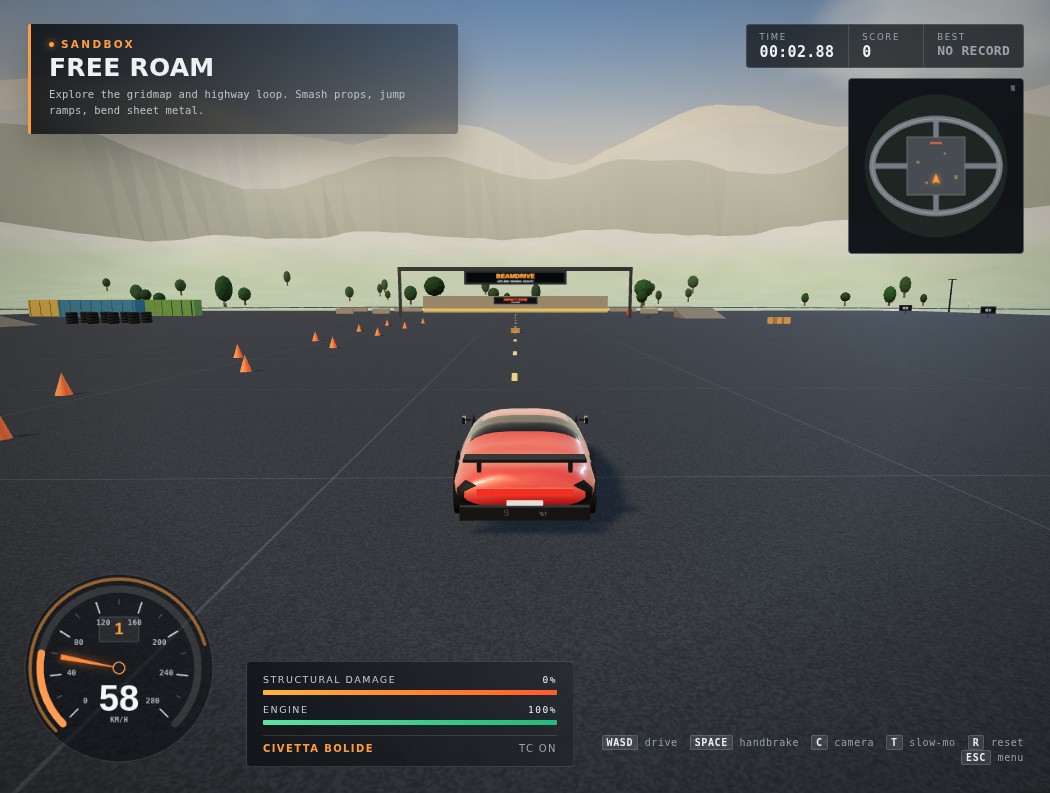 SANDBOX
FREE ROAM
Explore the gridmap and highway loop. Smash props, jump
ramps, bend sheet metal.
TIME
00:02.88
SCORE
0
BEST
NO RECORD
N
BEAMDRIVE
1
0
40
80
120
160
200
240
280
58
KM/H
STRUCTURAL DAMAGE 0%
ENGINE 100%
CIVETTA BOLIDE TC ON
WASD drive SPACE handbrake C camera T slow-mo R reset
ESC menu